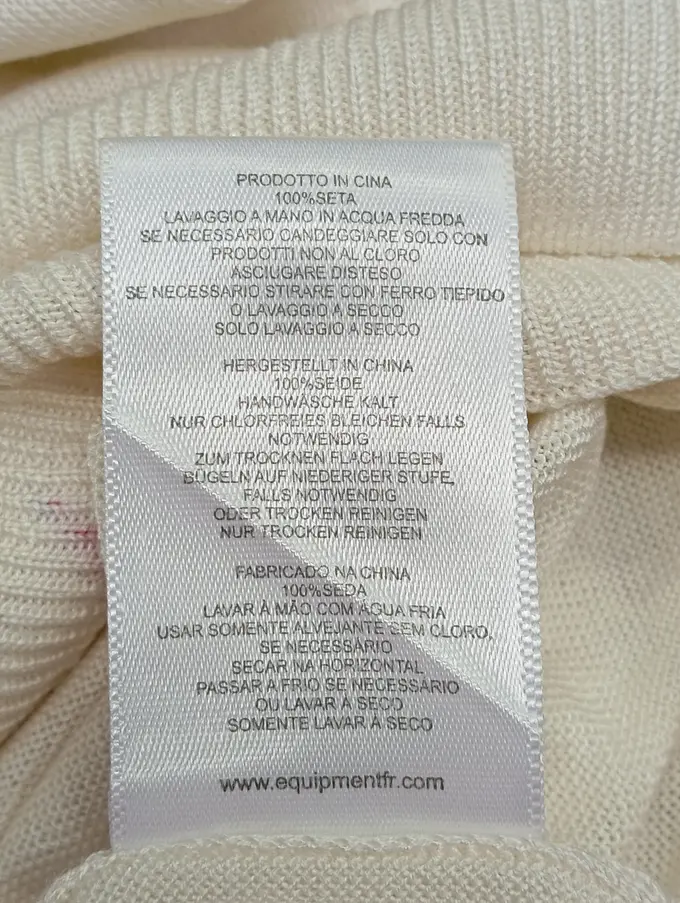 PRODOTTO IN CINA
100%SETA
LAVAGGIO A MANO IN ACQUA FREDDA
SE NECESSARIO CANDEGGIARE SOLO CON
PRODOTTI NON AL CLORO
ASCIUGARE DISTESO
SE NECESSARIO STIRARE CON FERRO TIEPIDO
O LAVAGGIO A SECCO
SOLO LAVAGGIO A SECCO
HERGESTELLT IN CHINA
100%SEIDE
HANDWÄSCHE KALT
NUR CHLORFREIES BLEICHEN FALLS
NOTWENDIG
ZUM TROCKNEN FLACH LEGEN
BÜGELN AUF NIEDERIGER STUFE,
FALLS NOTWENDIG
ODER TROCKEN REINIGEN
NUR TROCKEN REINIGEN
FABRICADO NA CHINA
100%SEDA
LAVAR À MÃO COM ÁGUA FRIA
USAR SOMENTE ALVEJANTE SEM CLORO,
SE NECESSÁRIO
SECAR NA HORIZONTAL
PASSAR A FRIO SE NECESSÁRIO
OU LAVAR À SECO
SOMENTE LAVAR À SECO
www.equipmentfr.com